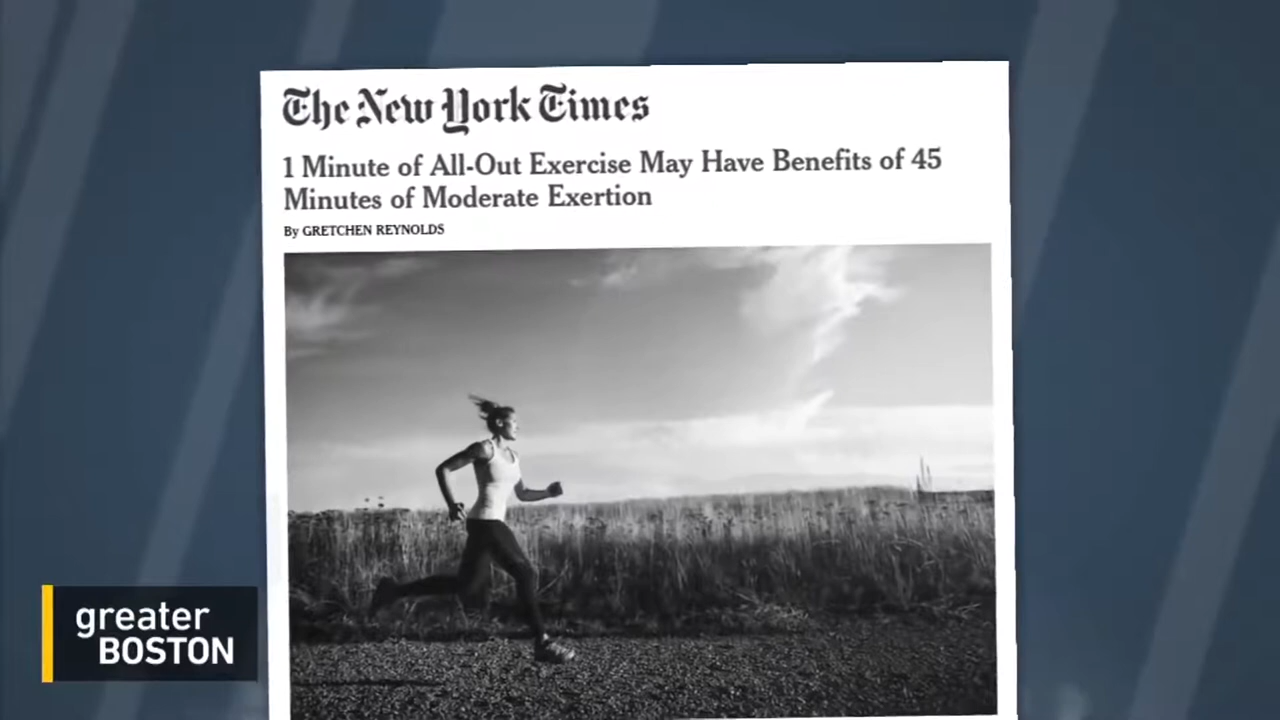 The New York Times
1 Minute of All-Out Exercise May Have Benefits of 45
Minutes of Moderate Exertion
By GRETCHEN REYNOLDS
greater
BOSTON